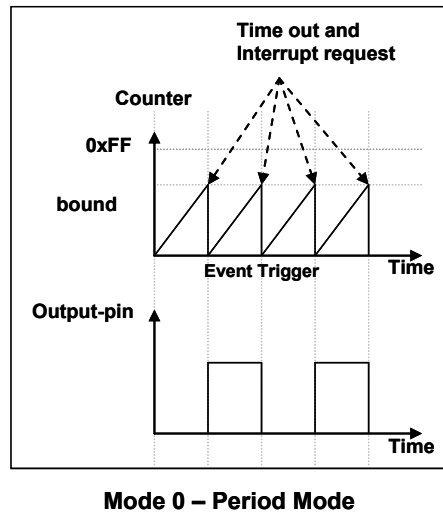 Time out and
Interrupt request
Counter
0xFF
bound
Event Trigger
Time
Output-pin
Time
Mode 0 – Period Mode